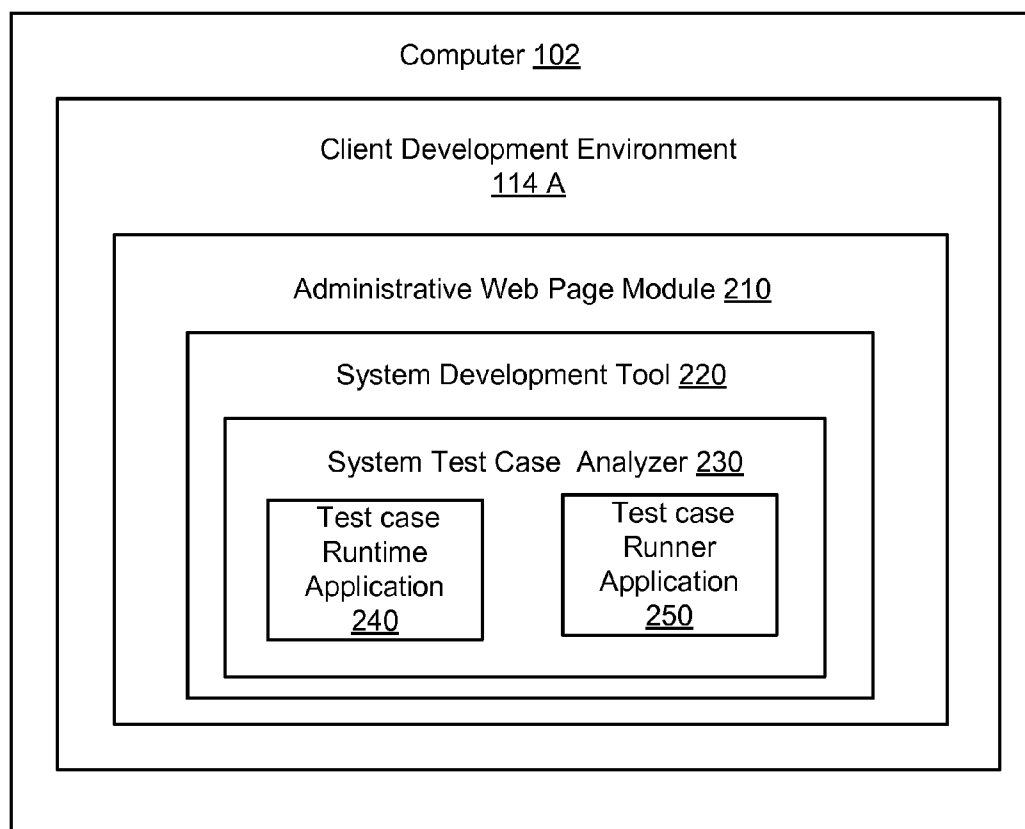 Computer 102
Client Development Environment
114 A
Administrative Web Page Module 210
System Development Tool 220
System Test Case Analyzer 230
Test case
Runtime
Application
240
Test case
Runner
Application
250